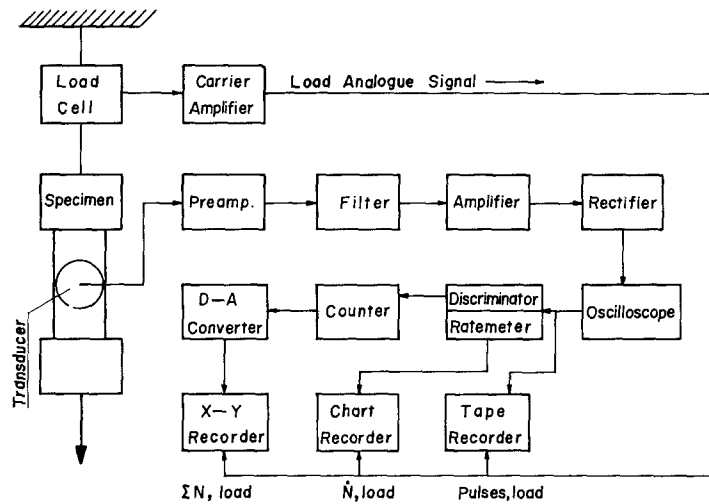 Load
Cell
Carrier
Amplifier
Load Analogue Signal
Specimen
Preamp.
Filter
Amplifier
Rectifier
Transducer
D–A
Converter
Counter
Discriminator
Ratemeter
Oscilloscope
X–Y
Recorder
Chart
Recorder
Tape
Recorder
ΣN, load
Ṅ, load
Pulses, load